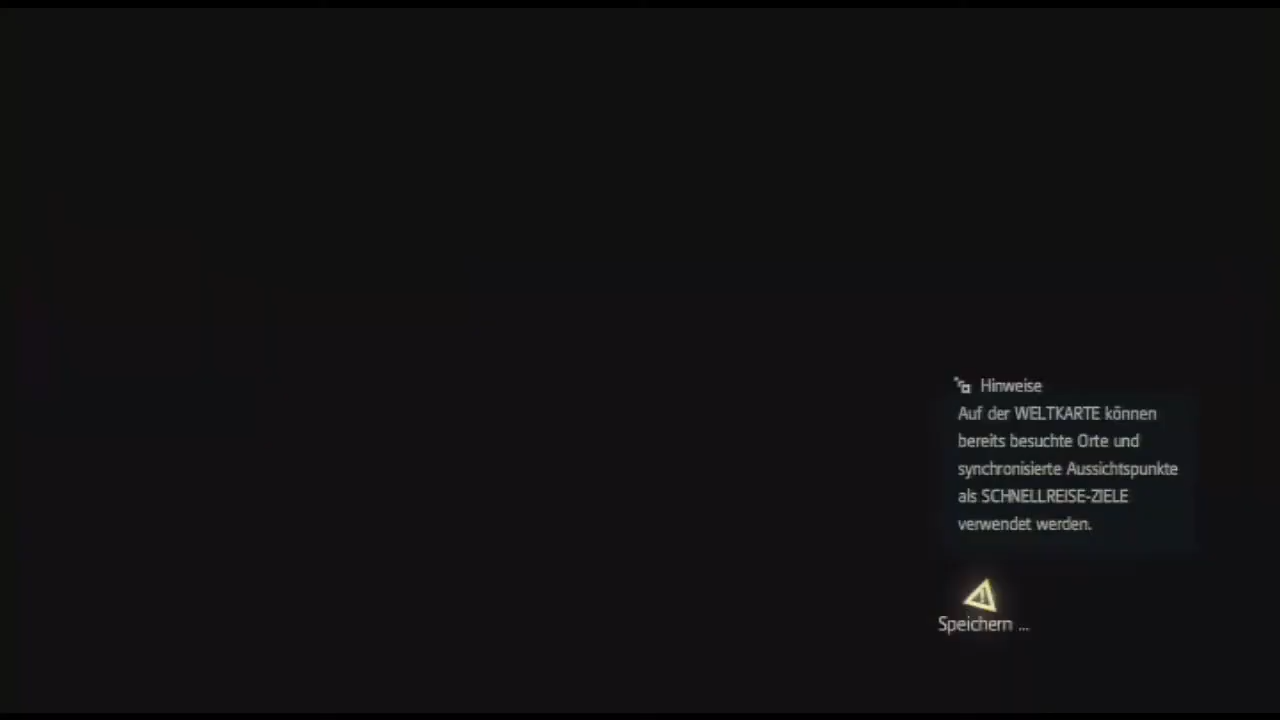 Hinweise
Auf der WELTKARTE können
bereits besuchte Orte und
synchronisierte Aussichtspunkte
als SCHNELLREISE-ZIELE
verwendet werden.
Speichern ...